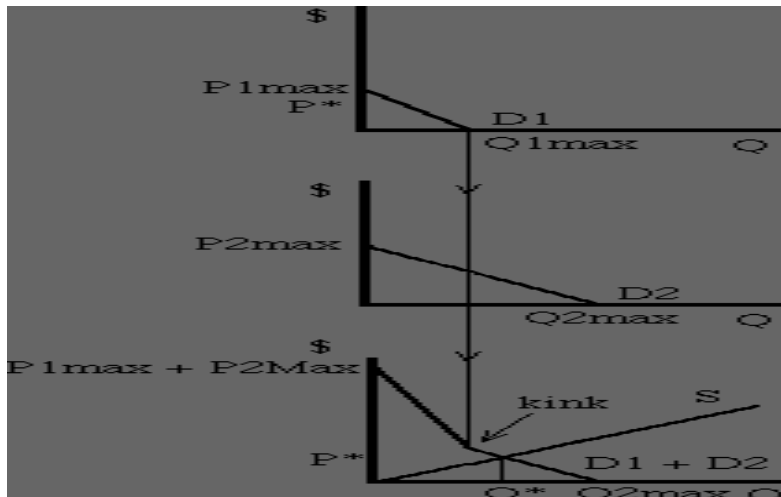 $
P1max
P*
D1
Q1max Q
$
P2max
D2
Q2max Q
$
P1max + P2Max
kink
S
P*
D1 + D2
Q* Q2max Q